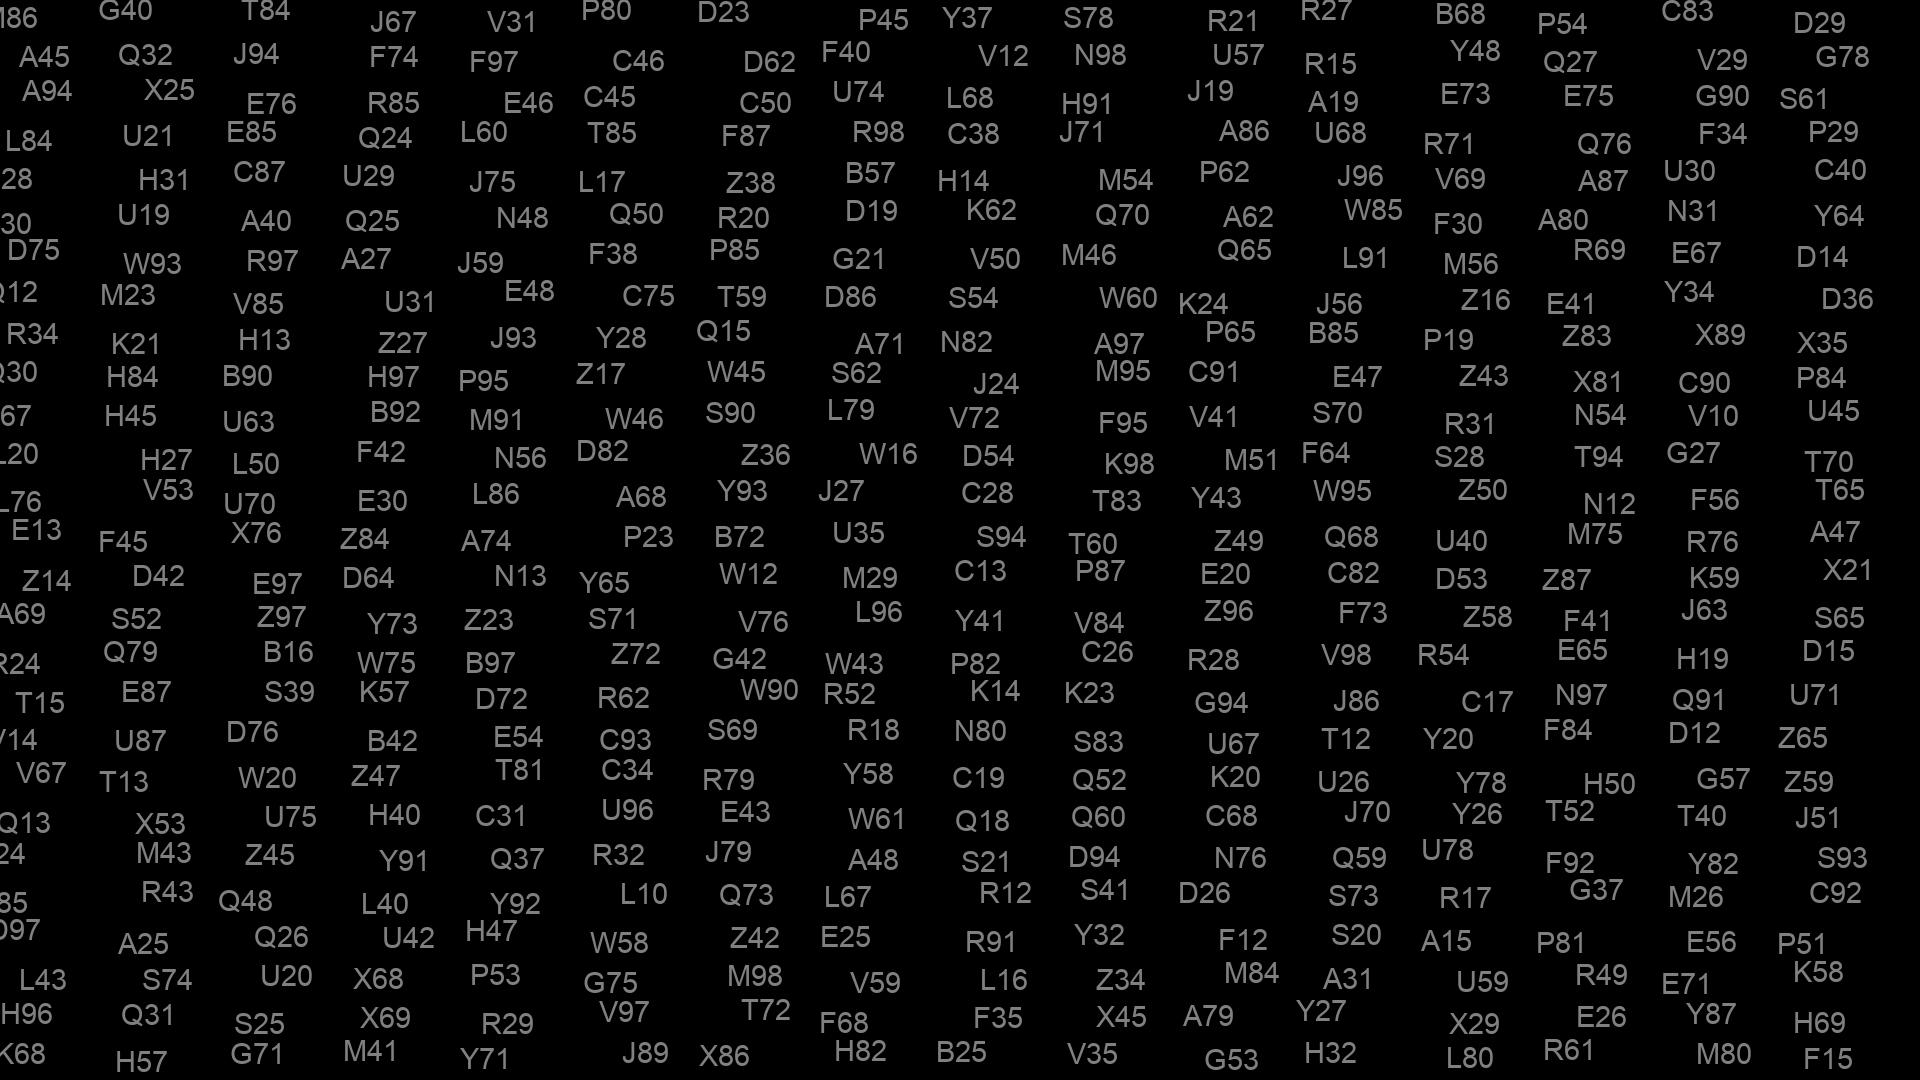 G40 T84 J67 V31 P80 D23 P45 Y37 S78 R21 R27 B68 P54 C83 D29
A45 Q32 J94 F74 F97 C46 D62 F40 V12 N98 U57 R15 Y48 Q27 V29 G78
A94 X25 E76 R85 E46 C45 C50 U74 L68 H91 J19 A19 E73 E75 G90 S61
L84 U21 E85 Q24 L60 T85 F87 R98 C38 J71 A86 U68 R71 Q76 F34 P29
28 H31 C87 U29 J75 L17 Z38 B57 H14 M54 P62 J96 V69 A87 U30 C40
30 U19 A40 Q25 N48 Q50 R20 D19 K62 Q70 A62 W85 F30 A80 N31 Y64
D75 W93 R97 A27 J59 F38 P85 G21 V50 M46 Q65 L91 M56 R69 E67 D14
Q12 M23 V85 U31 E48 C75 T59 D86 S54 W60 K24 J56 Z16 E41 Y34 D36
R34 K21 H13 Z27 J93 Y28 Q15 A71 N82 A97 P65 B85 P19 Z83 X89 X35
Q30 H84 B90 H97 P95 Z17 W45 S62 J24 M95 C91 E47 Z43 X81 C90 P84
67 H45 U63 B92 M91 W46 S90 L79 V72 F95 V41 S70 R31 N54 V10 U45
L20 H27 L50 F42 N56 D82 Z36 W16 D54 K98 M51 F64 S28 T94 G27 T70
L76 V53 U70 E30 L86 A68 Y93 J27 C28 T83 Y43 W95 Z50 N12 F56 T65
E13 F45 X76 Z84 A74 P23 B72 U35 S94 T60 Z49 Q68 U40 M75 R76 A47
Z14 D42 E97 D64 N13 Y65 W12 M29 C13 P87 E20 C82 D53 Z87 K59 X21
A69 S52 Z97 Y73 Z23 S71 V76 L96 Y41 V84 Z96 F73 Z58 F41 J63 S65
R24 Q79 B16 W75 B97 Z72 G42 W43 P82 C26 R28 V98 R54 E65 H19 D15
T15 E87 S39 K57 D72 R62 W90 R52 K14 K23 G94 J86 C17 N97 Q91 U71
V14 U87 D76 B42 E54 C93 S69 R18 N80 S83 U67 T12 Y20 F84 D12 Z65
V67 T13 W20 Z47 T81 C34 R79 Y58 C19 Q52 K20 U26 Y78 H50 G57 Z59
Q13 X53 U75 H40 C31 U96 E43 W61 Q18 Q60 C68 J70 Y26 T52 T40 J51
24 M43 Z45 Y91 Q37 R32 J79 A48 S21 D94 N76 Q59 U78 F92 Y82 S93
85 R43 Q48 L40 Y92 L10 Q73 L67 R12 S41 D26 S73 R17 G37 M26 C92
97 A25 Q26 U42 H47 W58 Z42 E25 R91 Y32 F12 S20 A15 P81 E56 P51
L43 S74 U20 X68 P53 G75 M98 V59 L16 Z34 M84 A31 U59 R49 E71 K58
H96 Q31 S25 X69 R29 V97 T72 F68 F35 X45 A79 Y27 X29 E26 Y87 H69
K68 H57 G71 M41 Y71 J89 X86 H82 B25 V35 G53 H32 L80 R61 M80 F15